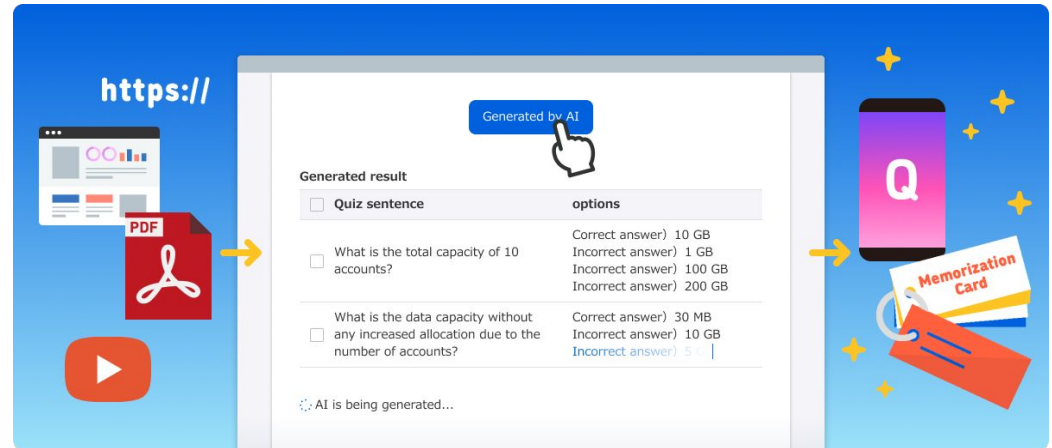 https://
PDF
Generated by AI
Generated result
Quiz sentence options
What is the total capacity of 10
accounts?
Correct answer) 10 GB
Incorrect answer) 1 GB
Incorrect answer) 100 GB
Incorrect answer) 200 GB
What is the data capacity without
any increased allocation due to the
number of accounts?
Correct answer) 30 MB
Incorrect answer) 10 GB
Incorrect answer) 5
AI is being generated...
Q
Memorization
Card